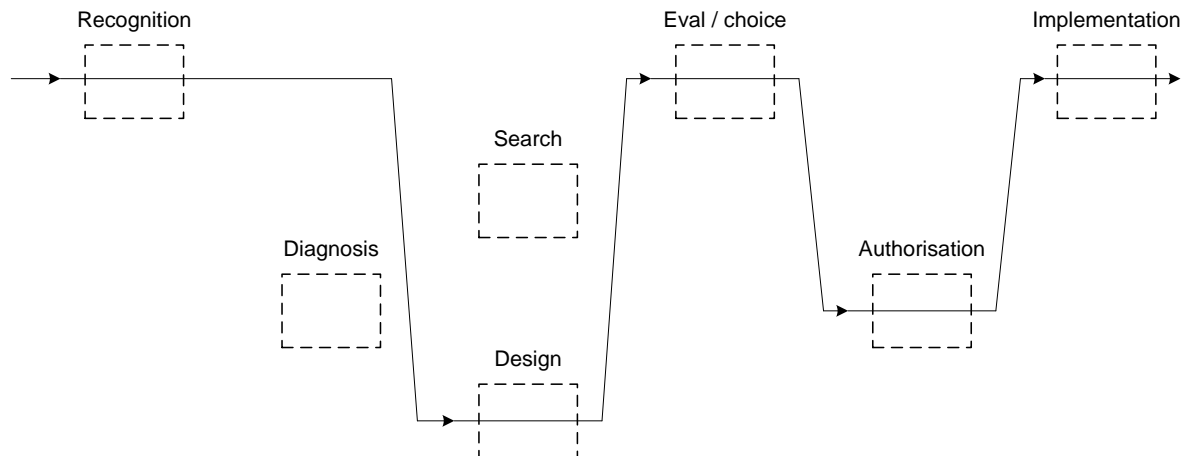 Recognition
Eval / choice
Implementation
Search
Diagnosis
Authorisation
Design